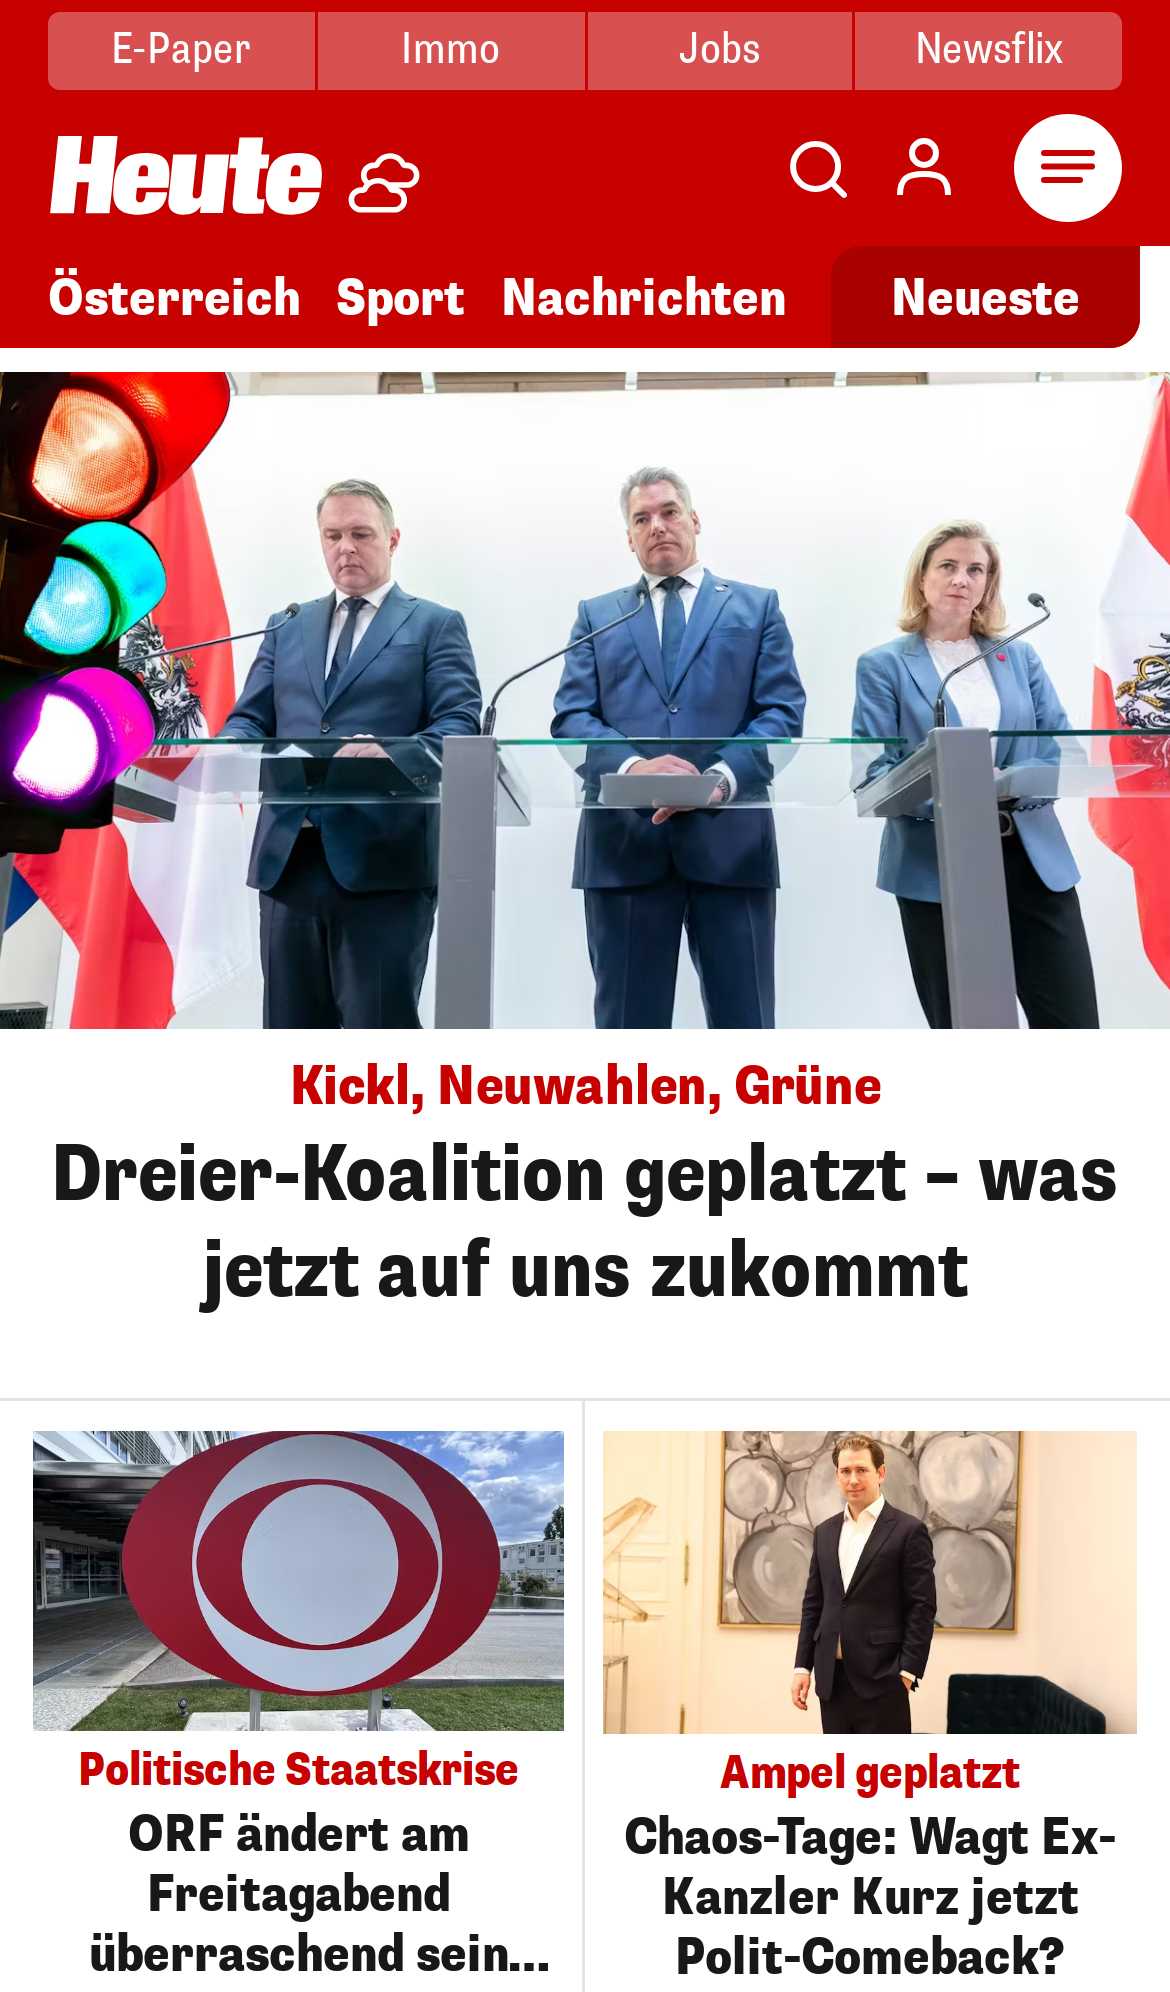 E-Paper Immo Jobs Newsflix
Heute
Österreich Sport Nachrichten Neueste
Kickl, Neuwahlen, Grüne
Dreier-Koalition geplatzt – was
jetzt auf uns zukommt
Politische Staatskrise
ORF ändert am
Freitagabend
überraschend sein...
Ampel geplatzt
Chaos-Tage: Wagt Ex-
Kanzler Kurz jetzt
Polit-Comeback?